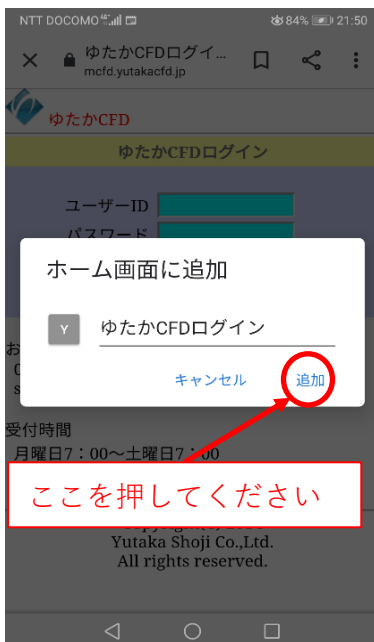 NTT DOCOMO 84% 21:50
ゆたかCFDログイ...
mcfd.yutakacfd.jp
ゆたかCFD
ゆたかCFDログイン
ユーザーID
パスワード
ホーム画面に追加
Y ゆたかCFDログイン
キャンセル 追加
お
受付時間
月曜日7：00～土曜日7：00
ここを押してください
Yutaka Shoji Co.,Ltd.
All rights reserved.